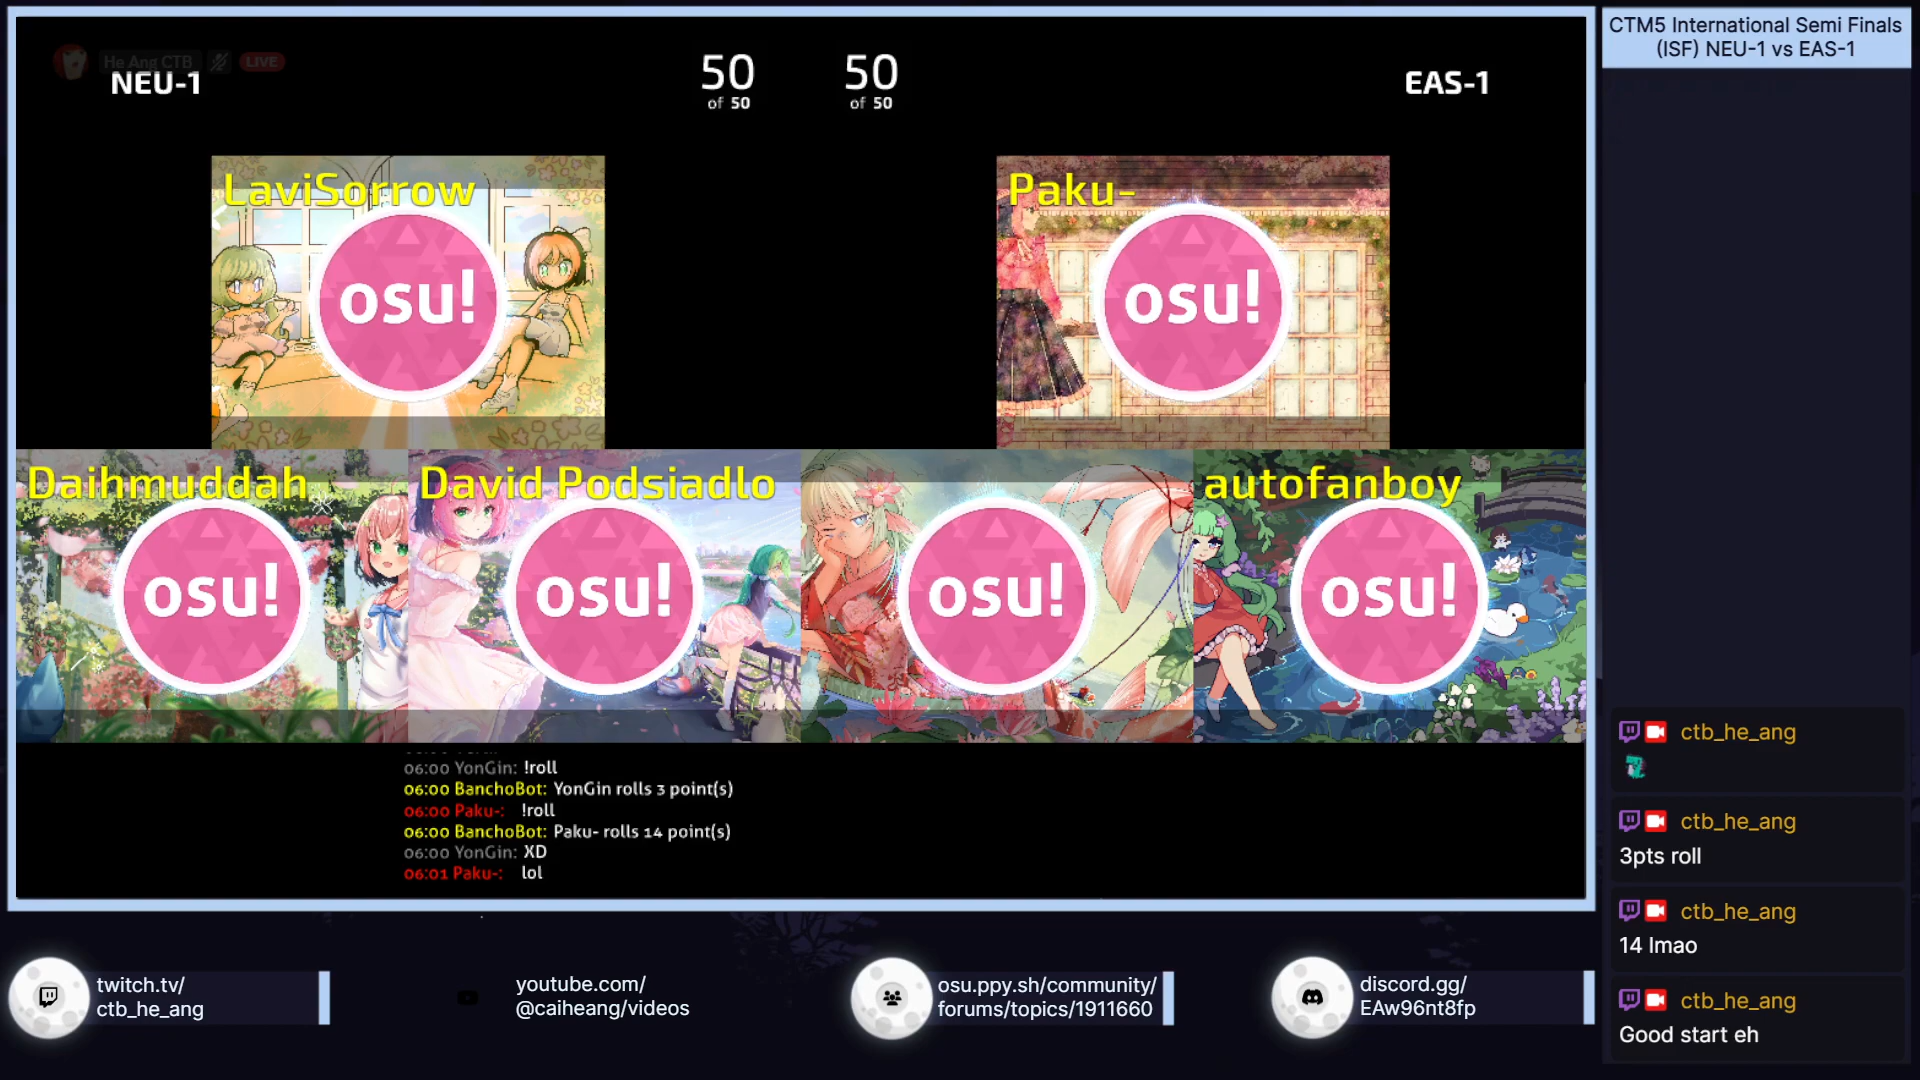 CTM5 International Semi Finals
(ISF) NEU-1 vs EAS-1
He Ang CTB
LIVE
NEU-1
50
of 50
50
of 50
EAS-1
LaviSorrow
osu!
Paku-
osu!
Daihmuddah
osu!
David Podsiadlo
osu!
osu!
autofanboy
osu!
06:00 YonGin: !roll
06:00 BanchoBot: YonGin rolls 3 point(s)
06:00 Paku-: !roll
06:00 BanchoBot: Paku- rolls 14 point(s)
06:00 YonGin: XD
06:01 Paku-: lol
ctb_he_ang
ctb_he_ang
3pts roll
ctb_he_ang
14 lmao
ctb_he_ang
Good start eh
twitch.tv/
ctb_he_ang
youtube.com/
@caiheang/videos
osu.ppy.sh/community/
forums/topics/1911660
discord.gg/
EAw96nt8fp